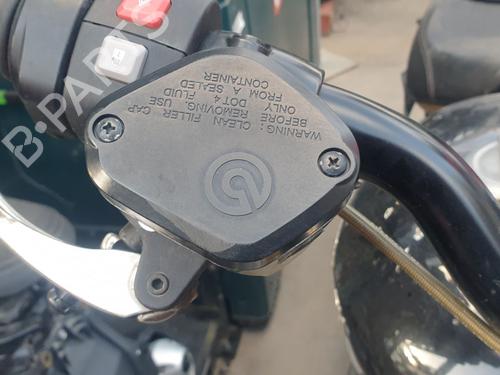 WARNING: CLEAN FILLER CAP
BEFORE REMOVING. USE
ONLY DOT 4 FLUID
FROM A SEALED
CONTAINER
B-PARTS